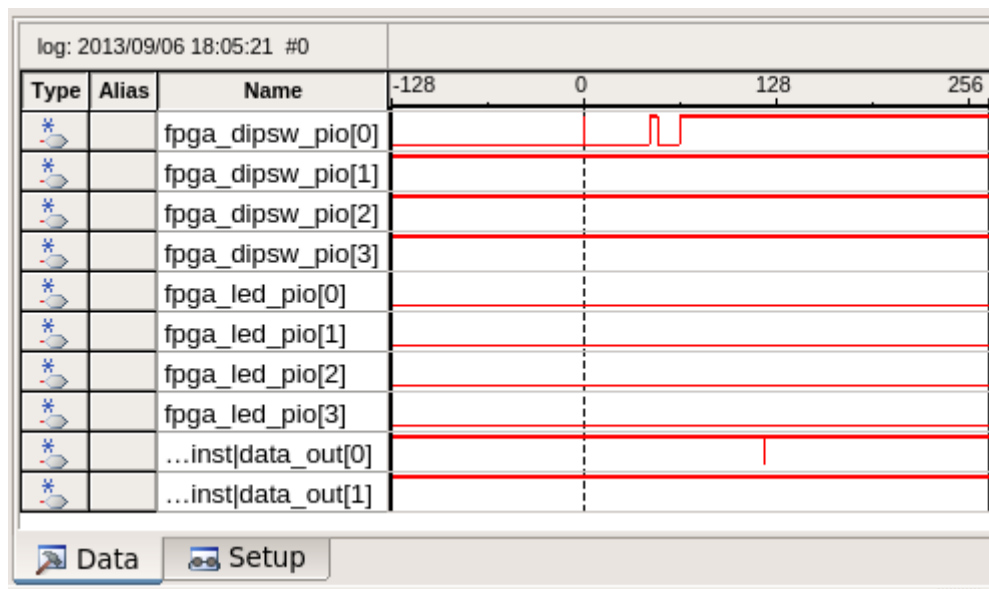 log: 2013/09/06 18:05:21 #0
Type Alias Name -128 0 128 256
fpga_dipsw_pio[0]
fpga_dipsw_pio[1]
fpga_dipsw_pio[2]
fpga_dipsw_pio[3]
fpga_led_pio[0]
fpga_led_pio[1]
fpga_led_pio[2]
fpga_led_pio[3]
...inst|data_out[0]
...inst|data_out[1]
Data Setup